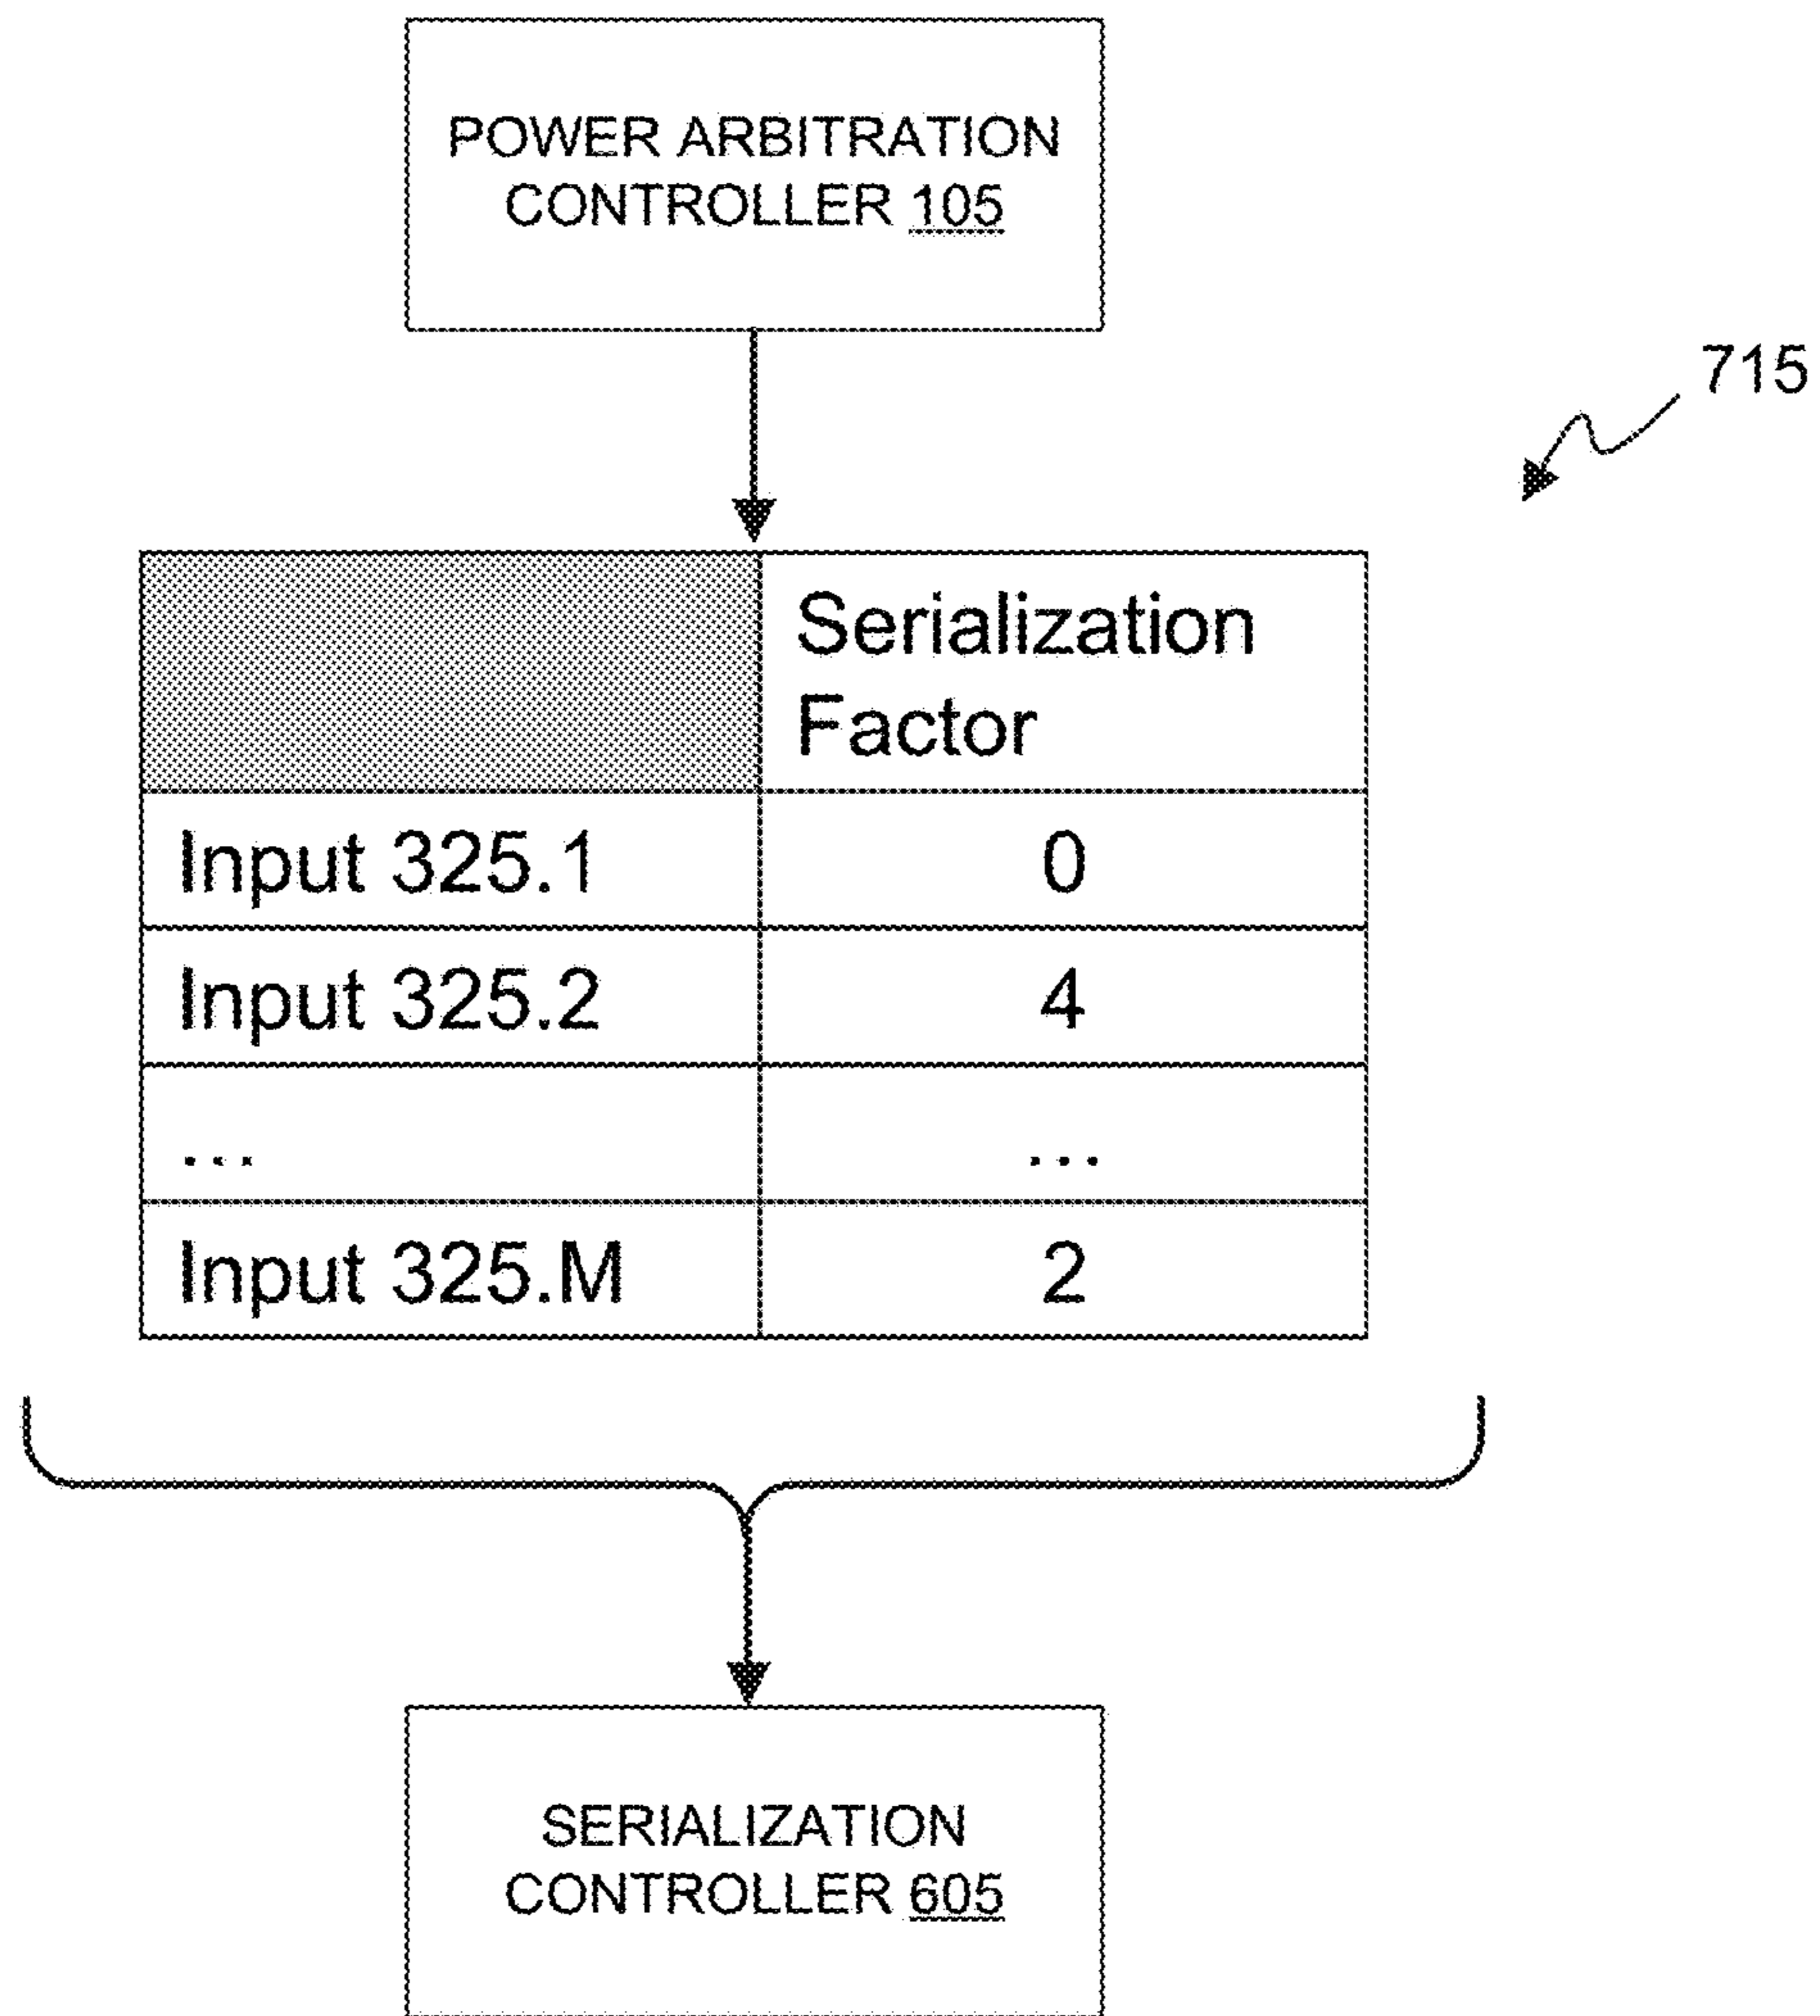 POWER ARBITRATION
CONTROLLER 105
715
Serialization
Factor
Input 325.1 0
Input 325.2 4
... ...
Input 325.M 2
SERIALIZATION
CONTROLLER 605